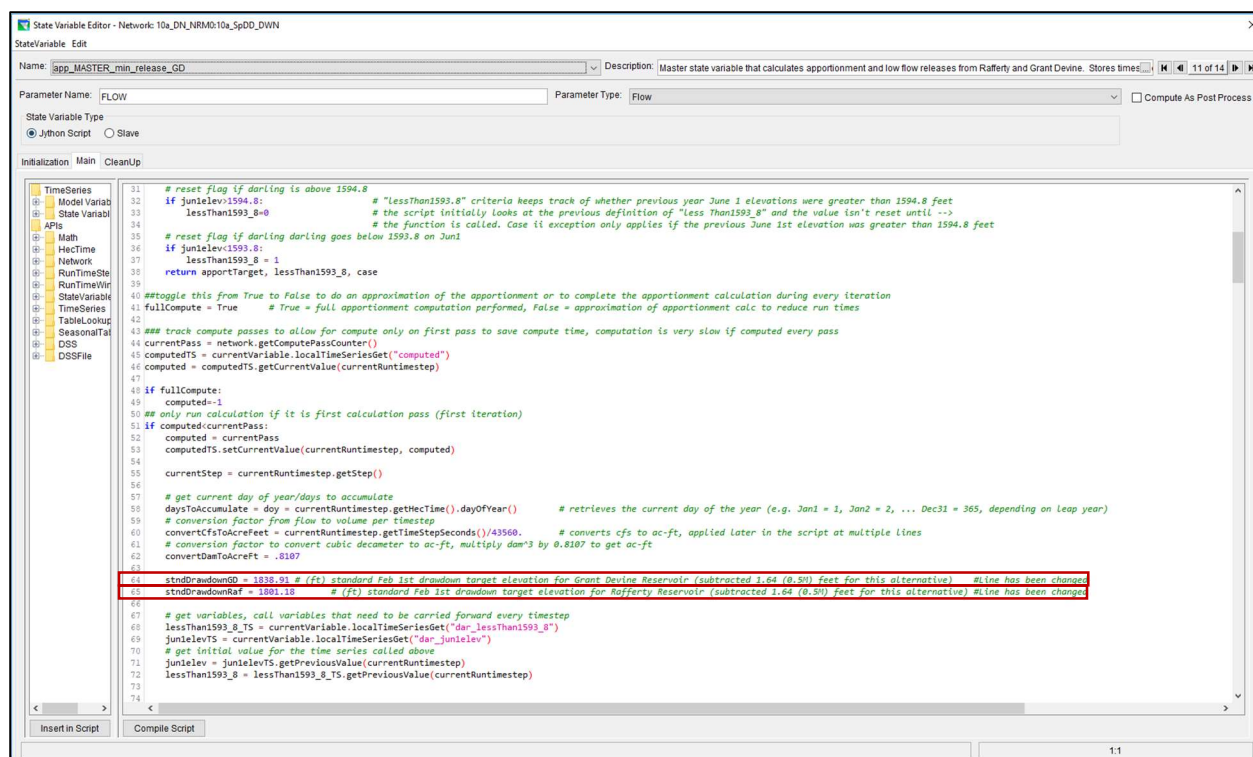 State Variable Editor - Network: 10a_DN_NRM0:10a_SpDD_DWN
StateVariable Edit
Name: app_MASTER_min_release_GD Description: Master state variable that calculates apportionment and low flow releases from Rafferty and Grant Devine. Stores times... 11 of 14
Parameter Name: FLOW Parameter Type: Flow Compute As Post Process
State Variable Type
Jython Script Slave
Initialization Main CleanUp
TimeSeries
Model Variab
State Variabl
APIs
Math
HecTime
Network
RunTimeSte
RunTimeWin
StateVariable
TimeSeries
TableLookup
SeasonalTal
DSS
DSSFile
31 # reset flag if darling is above 1594.8
32 if jun1elev>1594.8: # "lessThan1593.8" criteria keeps track of whether previous year June 1 elevations were greater than 1594.8 feet
33 lessThan1593_8=0 # the script initially looks at the previous definition of "less Than1593_8" and the value isn't reset until -->
34 # the function is called. Case ii exception only applies if the previous June 1st elevation was greater than 1594.8 feet
35 # reset flag if darling darling goes below 1593.8 on Jun1
36 if jun1elev<1593.8:
37 lessThan1593_8 = 1
38 return apportTarget, lessThan1593_8, case
39
40 ##toggle this from True to False to do an approximation of the apportionment or to complete the apportionment calculation during every iteration
41 fullCompute = True # True = full apportionment computation performed, False = approximation of apportionment calc to reduce run times
42
43 ### track compute passes to allow for compute only on first pass to save compute time, computation is very slow if computed every pass
44 currentPass = network.getComputePassCounter()
45 computedTS = currentVariable.localTimeSeriesGet("computed")
46 computed = computedTS.getCurrentValue(currentRuntimestep)
47
48 if fullCompute:
49 computed=-1
50 ## only run calculation if it is first calculation pass (first iteration)
51 if computed<currentPass:
52 computed = currentPass
53 computedTS.setCurrentValue(currentRuntimestep, computed)
54
55 currentStep = currentRuntimestep.getStep()
56
57 # get current day of year/days to accumulate
58 daysToAccumulate = doy = currentRuntimestep.getHecTime().dayOfYear() # retrieves the current day of the year (e.g. Jan1 = 1, Jan2 = 2, ... Dec31 = 365, depending on leap year)
59 # conversion factor from flow to volume per timestep
60 convertCfsToAcreFeet = currentRuntimestep.getTimeStepSeconds()/43560. # converts cfs to ac-ft, applied later in the script at multiple lines
61 # conversion factor to convert cubic decameter to ac-ft, multiply dam^3 by 0.8107 to get ac-ft
62 convertDamToAcreFt = .8107
63
64 stndDrawdownGD = 1838.91 # (ft) standard Feb 1st drawdown target elevation for Grant Devine Reservoir (subtracted 1.64 (0.5M) feet for this alternative) #Line has been changed
65 stndDrawdownRaf = 1801.18 # (ft) standard Feb 1st drawdown target elevation for Rafferty Reservoir (subtracted 1.64 (0.5M) feet for this alternative) #Line has been changed
66
67 # get variables, call variables that need to be carried forward every timestep
68 lessThan1593_8_TS = currentVariable.localTimeSeriesGet("dar_lessThan1593_8")
69 jun1elevTS = currentVariable.localTimeSeriesGet("dar_jun1elev")
70 # get initial value for the time series called above
71 jun1elev = jun1elevTS.getPreviousValue(currentRuntimestep)
72 lessThan1593_8 = lessThan1593_8_TS.getPreviousValue(currentRuntimestep)
73
74
Insert in Script Compile Script
1:1